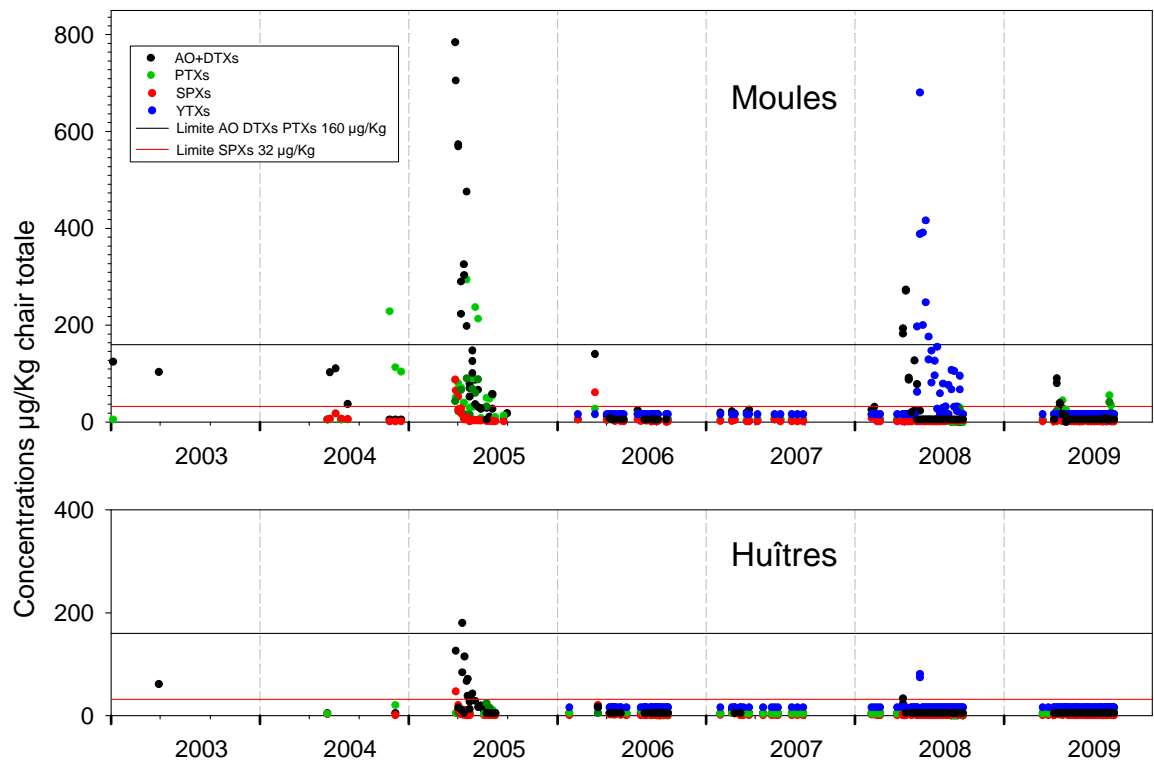 800
600
400
200
0
AO+DTXs
PTXs
SPXs
YTXs
Limite AO DTXs PTXs 160 µg/Kg
Limite SPXs 32 µg/Kg
Moules
2003 2004 2005 2006 2007 2008 2009
Concentrations µg/Kg chair totale
400
200
0
Huîtres
2003 2004 2005 2006 2007 2008 2009